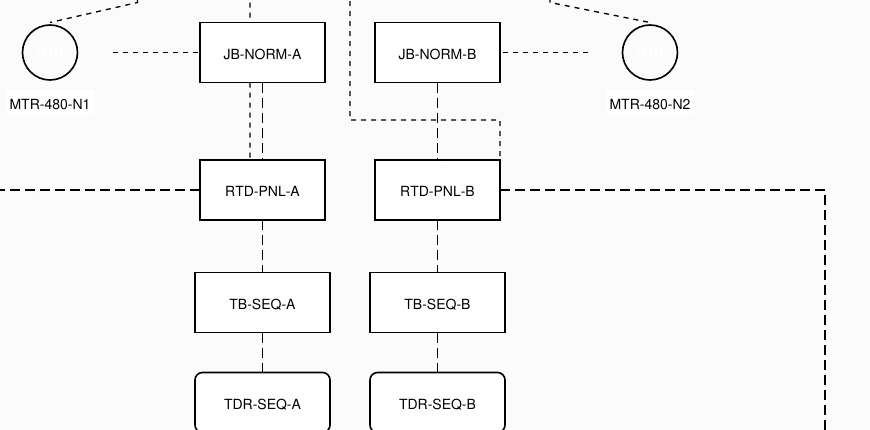 JB-NORM-A
JB-NORM-B
MTR-480-N1
MTR-480-N2
RTD-PNL-A
RTD-PNL-B
TB-SEQ-A
TB-SEQ-B
TDR-SEQ-A
TDR-SEQ-B